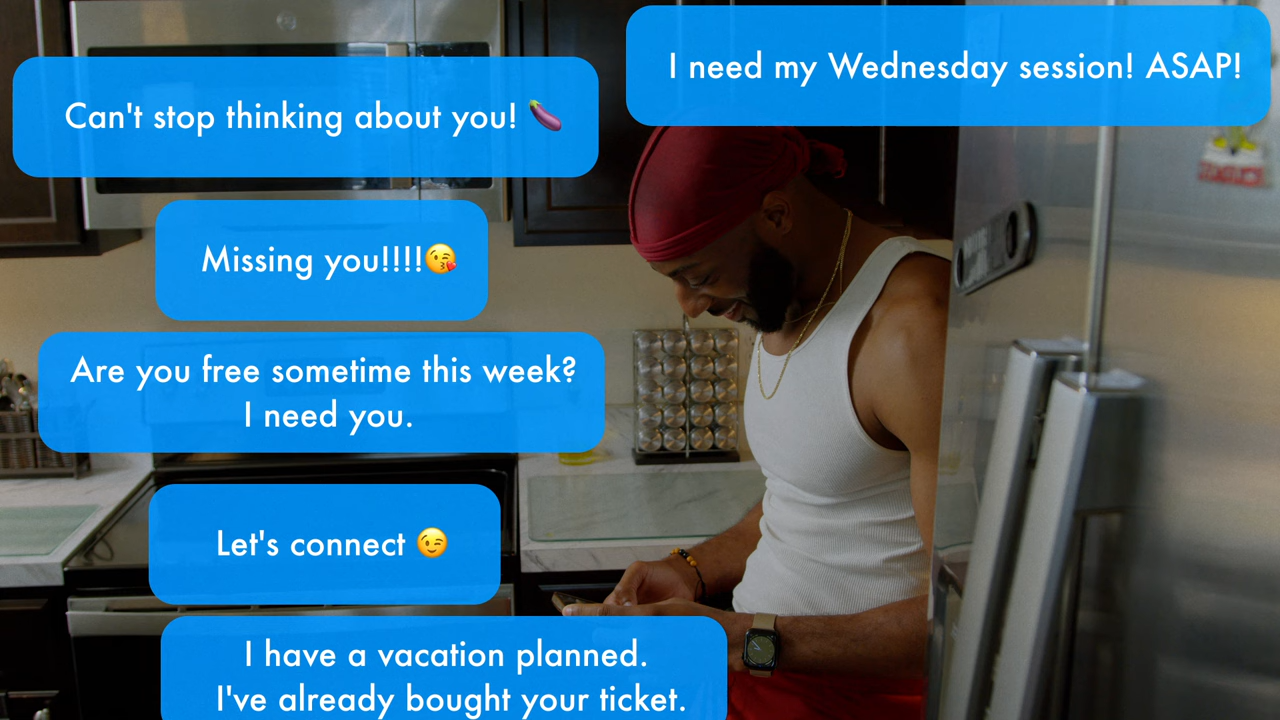 I need my Wednesday session! ASAP!
Can't stop thinking about you! 🍆
Missing you!!!!😘
Are you free sometime this week?
I need you.
Let's connect 😉
I have a vacation planned.
I've already bought your ticket.